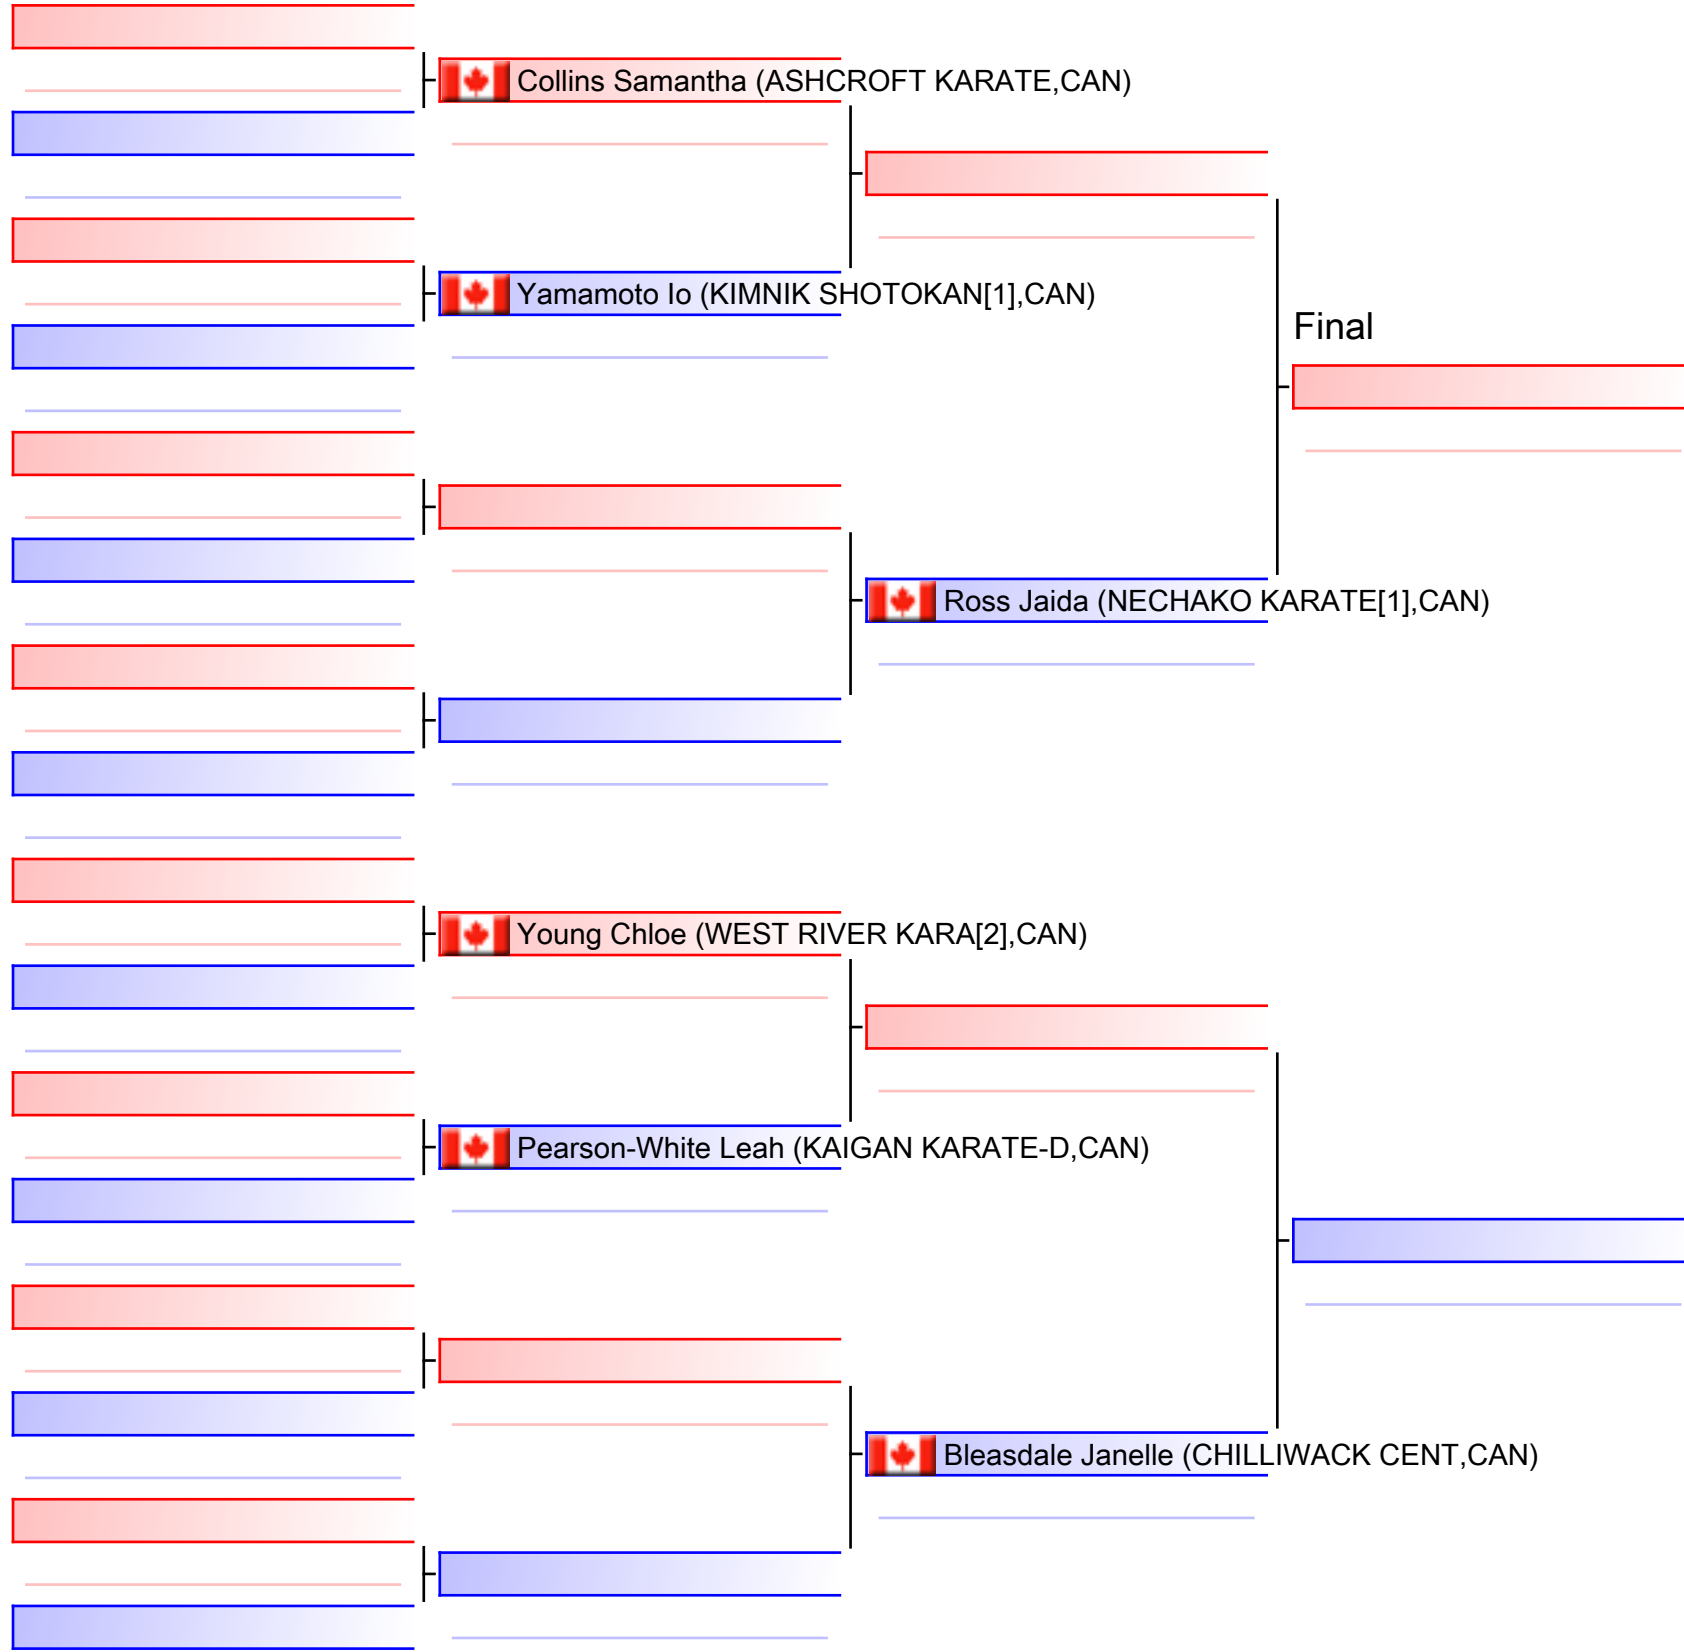 Collins Samantha (ASHCROFT KARATE,CAN)
Yamamoto Io (KIMNIK SHOTOKAN[1],CAN)
Final
Ross Jaida (NECHAKO KARATE[1],CAN)
Young Chloe (WEST RIVER KARA[2],CAN)
Pearson-White Leah (KAIGAN KARATE-D,CAN)
Bleasdale Janelle (CHILLIWACK CENT,CAN)